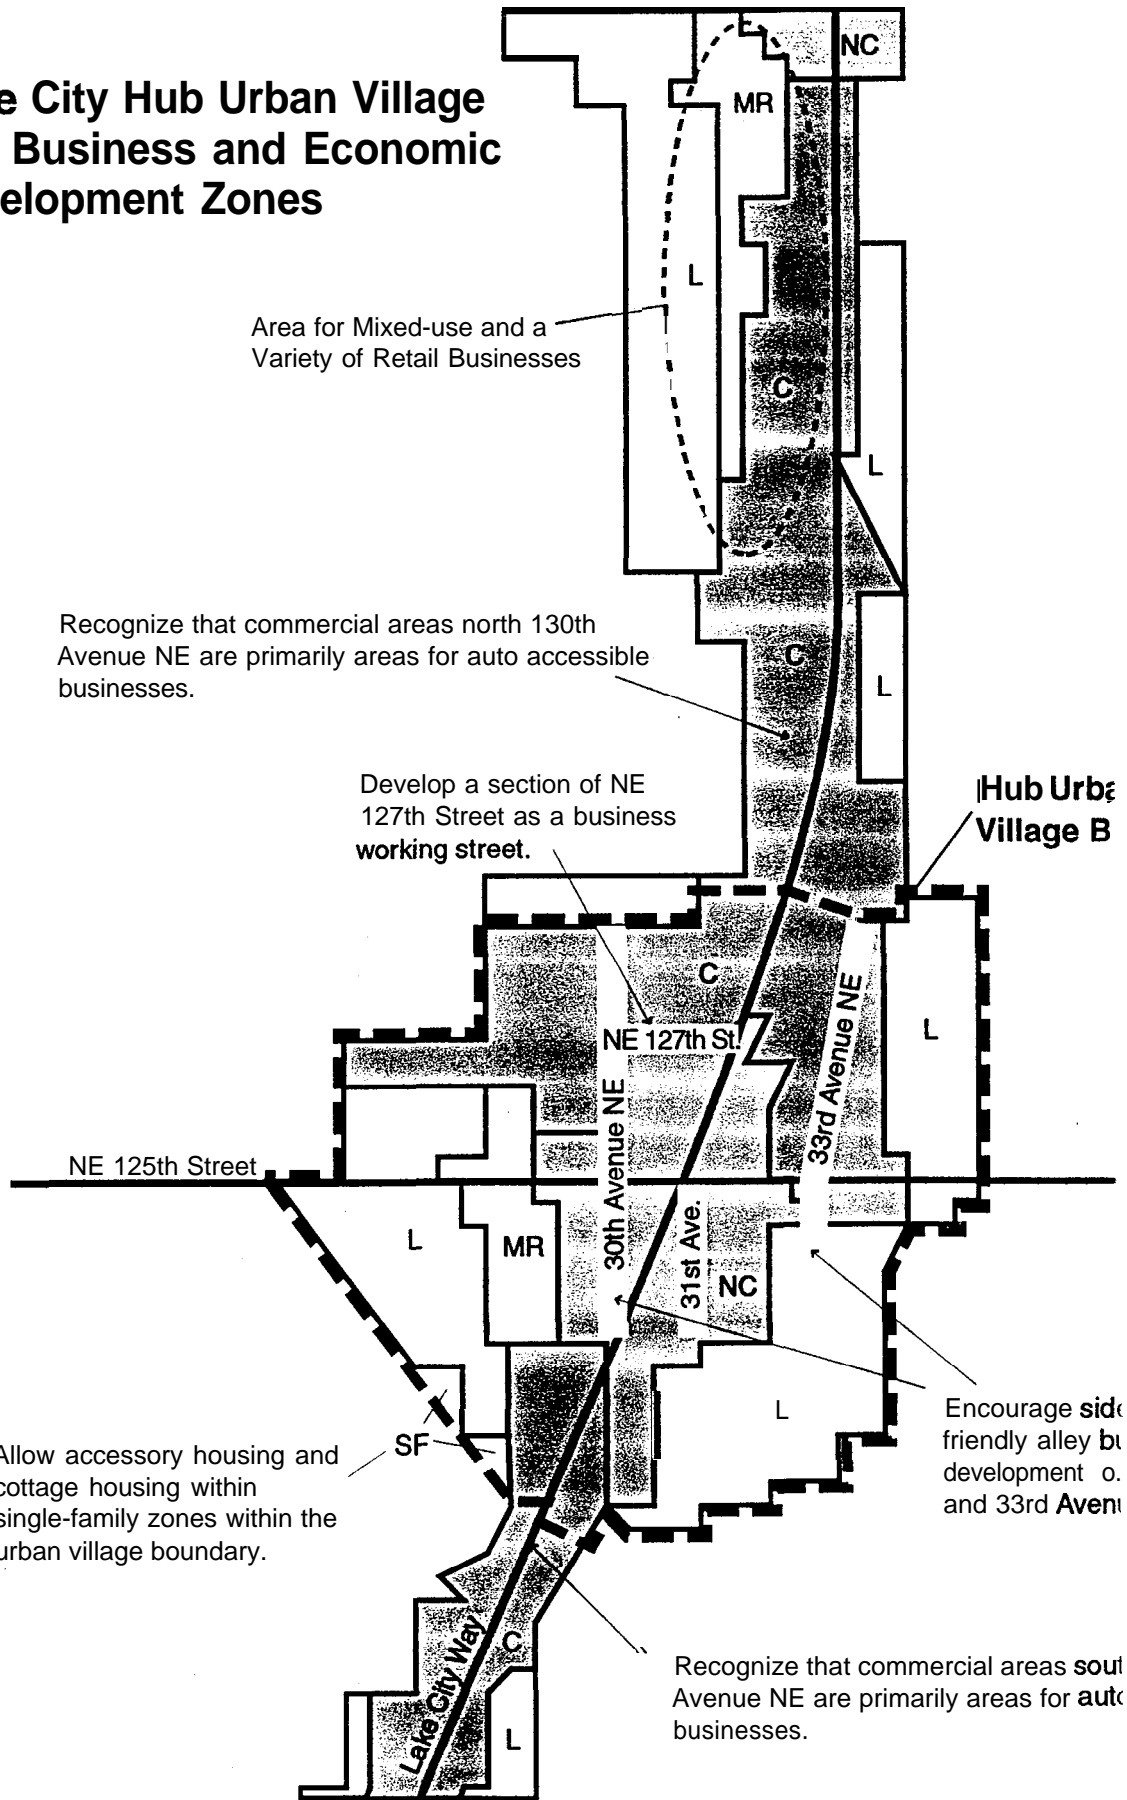 e City Hub Urban Village
Business and Economic
elopment Zones
NC
MR
L
Area for Mixed-use and a
Variety of Retail Businesses
C
L
Recognize that commercial areas north 130th
Avenue NE are primarily areas for auto accessible
businesses.
C
L
Develop a section of NE
127th Street as a business
working street.
Hub Urba
Village B
C
NE 127th St.
33rd Avenue NE
L
30th Avenue NE
NE 125th Street
L
MR
31st Ave.
NC
L
SF
Allow accessory housing and
cottage housing within
single-family zones within the
urban village boundary.
Encourage side
friendly alley bu
development o.
and 33rd Avenu
Lake City Way
C
L
Recognize that commercial areas sout
Avenue NE are primarily areas for auto
businesses.